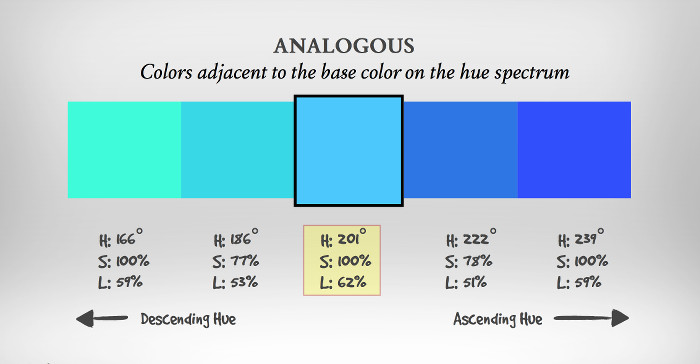 ANALOGOUS
Colors adjacent to the base color on the hue spectrum
H: 166° H: 186° H: 201° H: 222° H: 239°
S: 100% S: 77% S: 100% S: 78% S: 100%
L: 59% L: 53% L: 62% L: 51% L: 59%
Descending Hue Ascending Hue